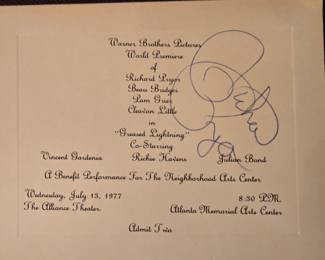 Warner Brothers Pictures
World Premiere
of
Richard Pryor
Beau Bridges
Pam Grier
Cleavon Little
in
"Greased Lightning"
Co-Starring
Vincent Gardenia Richie Havens Julian Bond
A Benefit Performance For The Neighborhood Arts Center
Wednesday, July 13, 1977 8:30 P.M.
The Alliance Theater Atlanta Memorial Arts Center
Admit Two